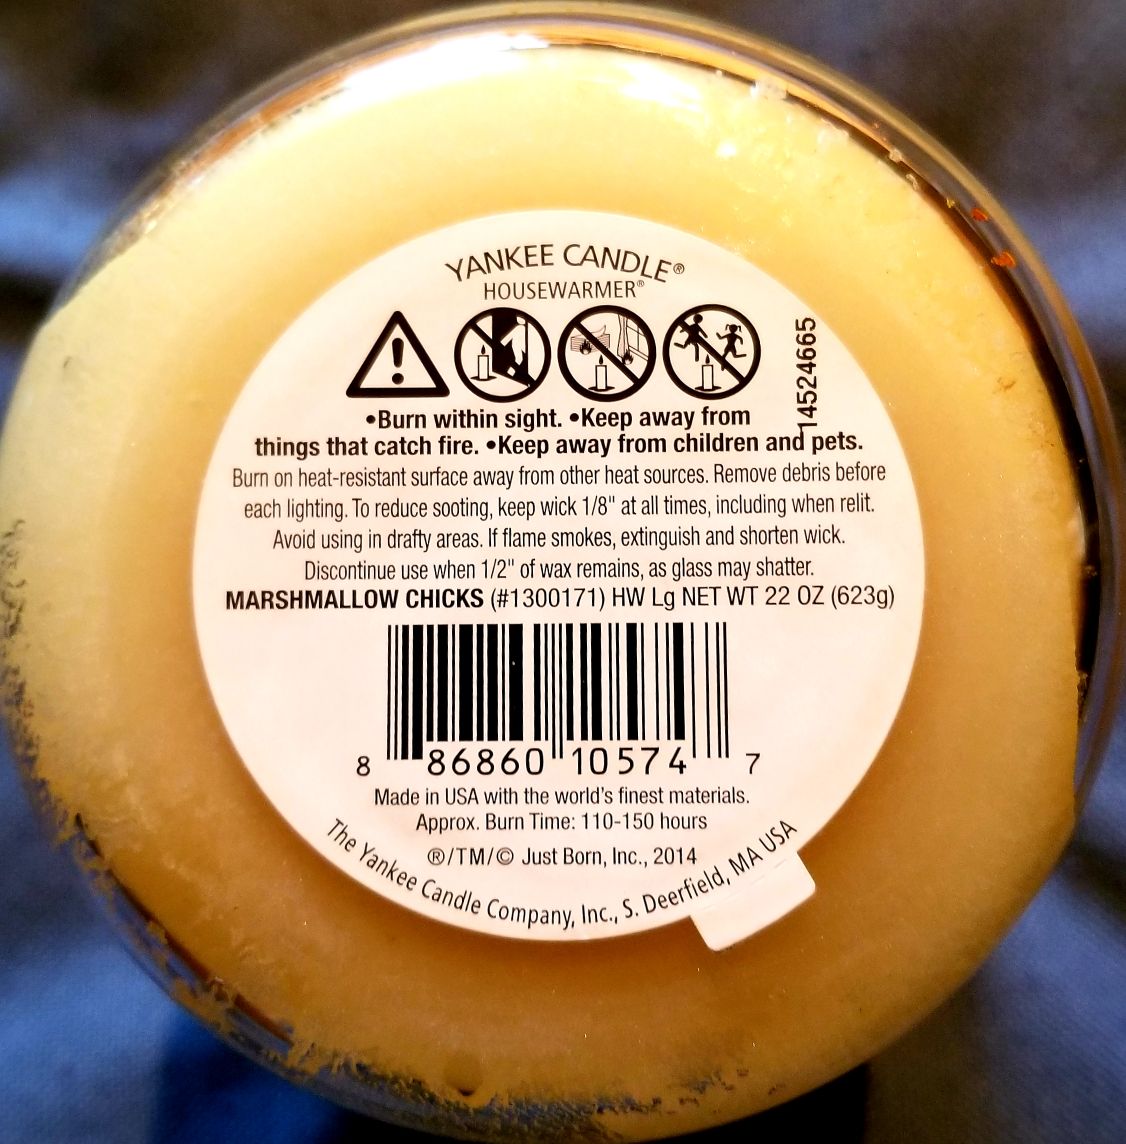 YANKEE CANDLE®
HOUSEWARMER®
14524665
•Burn within sight. •Keep away from
things that catch fire. •Keep away from children and pets.
Burn on heat-resistant surface away from other heat sources. Remove debris before
each lighting. To reduce sooting, keep wick 1/8" at all times, including when relit.
Avoid using in drafty areas. If flame smokes, extinguish and shorten wick.
Discontinue use when 1/2" of wax remains, as glass may shatter.
MARSHMALLOW CHICKS (#1300171) HW Lg NET WT 22 OZ (623g)
8 86860 10574 7
Made in USA with the world's finest materials.
Approx. Burn Time: 110-150 hours
®/TM/© Just Born, Inc., 2014
The Yankee Candle Company, Inc., S. Deerfield, MA USA